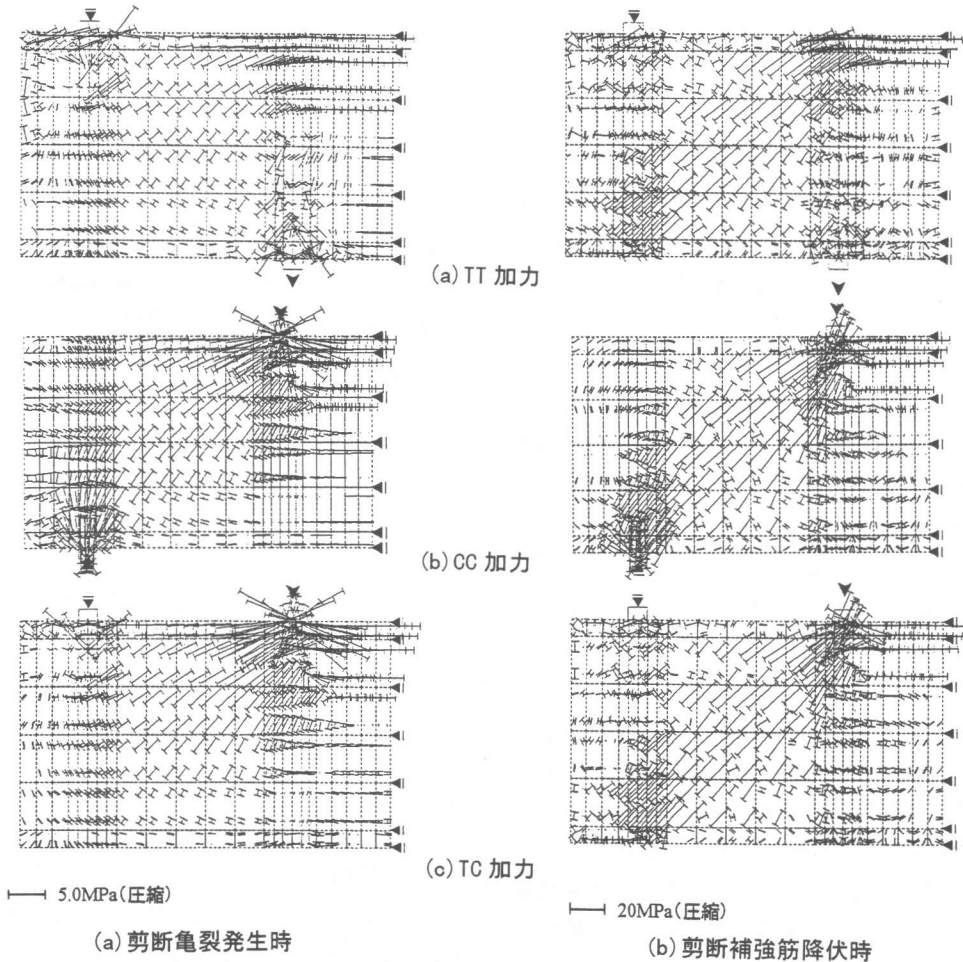 (a) TT 加力
(b) CC 加力
(c) TC 加力
5.0MPa(圧縮)
20MPa(圧縮)
(a) 剪断亀裂発生時
(b) 剪断補強筋降伏時